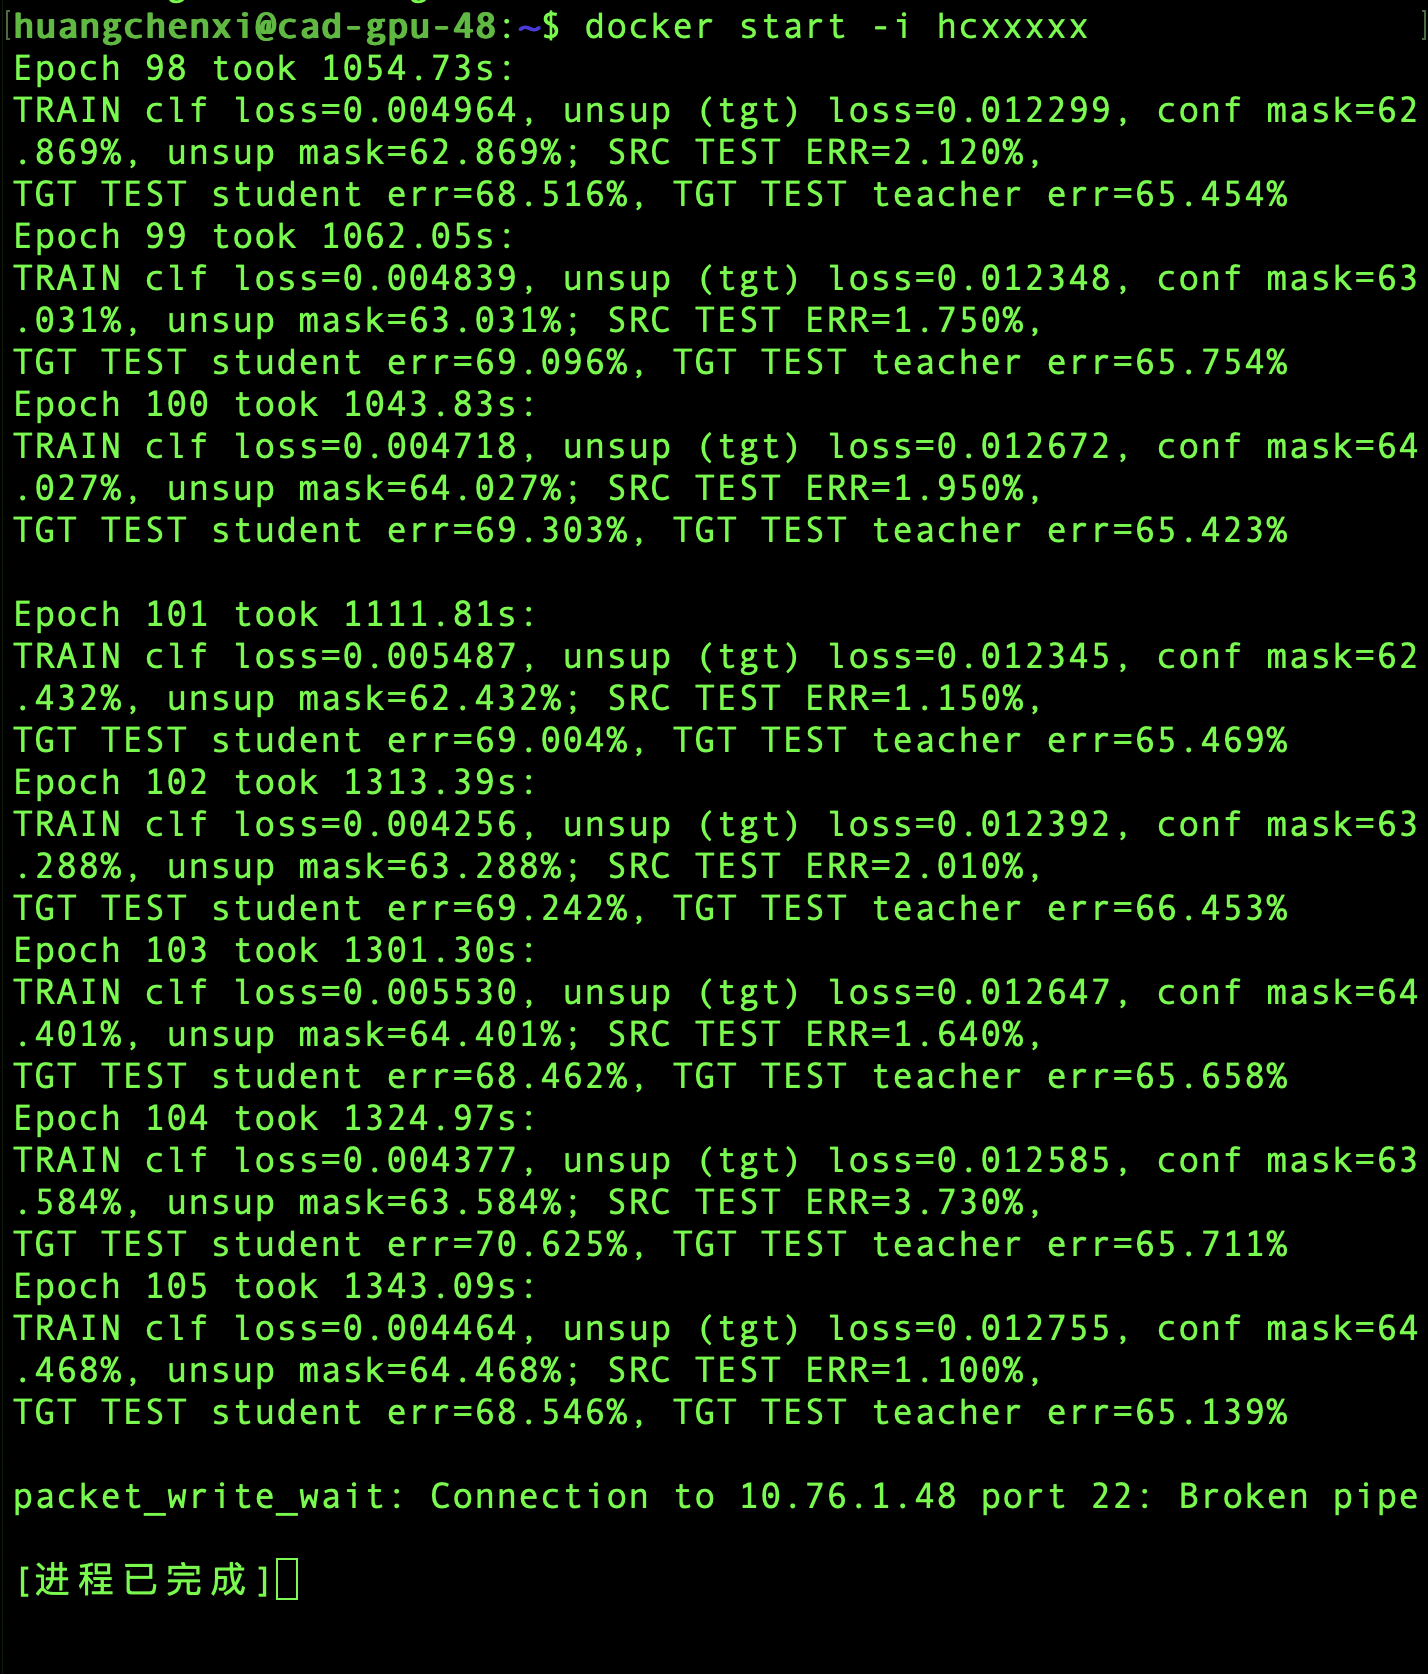 huangchenxi@cad-gpu-48:~$ docker start -i hcxxxxx
Epoch 98 took 1054.73s:
TRAIN clf loss=0.004964, unsup (tgt) loss=0.012299, conf mask=62
.869%, unsup mask=62.869%; SRC TEST ERR=2.120%,
TGT TEST student err=68.516%, TGT TEST teacher err=65.454%
Epoch 99 took 1062.05s:
TRAIN clf loss=0.004839, unsup (tgt) loss=0.012348, conf mask=63
.031%, unsup mask=63.031%; SRC TEST ERR=1.750%,
TGT TEST student err=69.096%, TGT TEST teacher err=65.754%
Epoch 100 took 1043.83s:
TRAIN clf loss=0.004718, unsup (tgt) loss=0.012672, conf mask=64
.027%, unsup mask=64.027%; SRC TEST ERR=1.950%,
TGT TEST student err=69.303%, TGT TEST teacher err=65.423%
Epoch 101 took 1111.81s:
TRAIN clf loss=0.005487, unsup (tgt) loss=0.012345, conf mask=62
.432%, unsup mask=62.432%; SRC TEST ERR=1.150%,
TGT TEST student err=69.004%, TGT TEST teacher err=65.469%
Epoch 102 took 1313.39s:
TRAIN clf loss=0.004256, unsup (tgt) loss=0.012392, conf mask=63
.288%, unsup mask=63.288%; SRC TEST ERR=2.010%,
TGT TEST student err=69.242%, TGT TEST teacher err=66.453%
Epoch 103 took 1301.30s:
TRAIN clf loss=0.005530, unsup (tgt) loss=0.012647, conf mask=64
.401%, unsup mask=64.401%; SRC TEST ERR=1.640%,
TGT TEST student err=68.462%, TGT TEST teacher err=65.658%
Epoch 104 took 1324.97s:
TRAIN clf loss=0.004377, unsup (tgt) loss=0.012585, conf mask=63
.584%, unsup mask=63.584%; SRC TEST ERR=3.730%,
TGT TEST student err=70.625%, TGT TEST teacher err=65.711%
Epoch 105 took 1343.09s:
TRAIN clf loss=0.004464, unsup (tgt) loss=0.012755, conf mask=64
.468%, unsup mask=64.468%; SRC TEST ERR=1.100%,
TGT TEST student err=68.546%, TGT TEST teacher err=65.139%
packet_write_wait: Connection to 10.76.1.48 port 22: Broken pipe
[进程已完成]